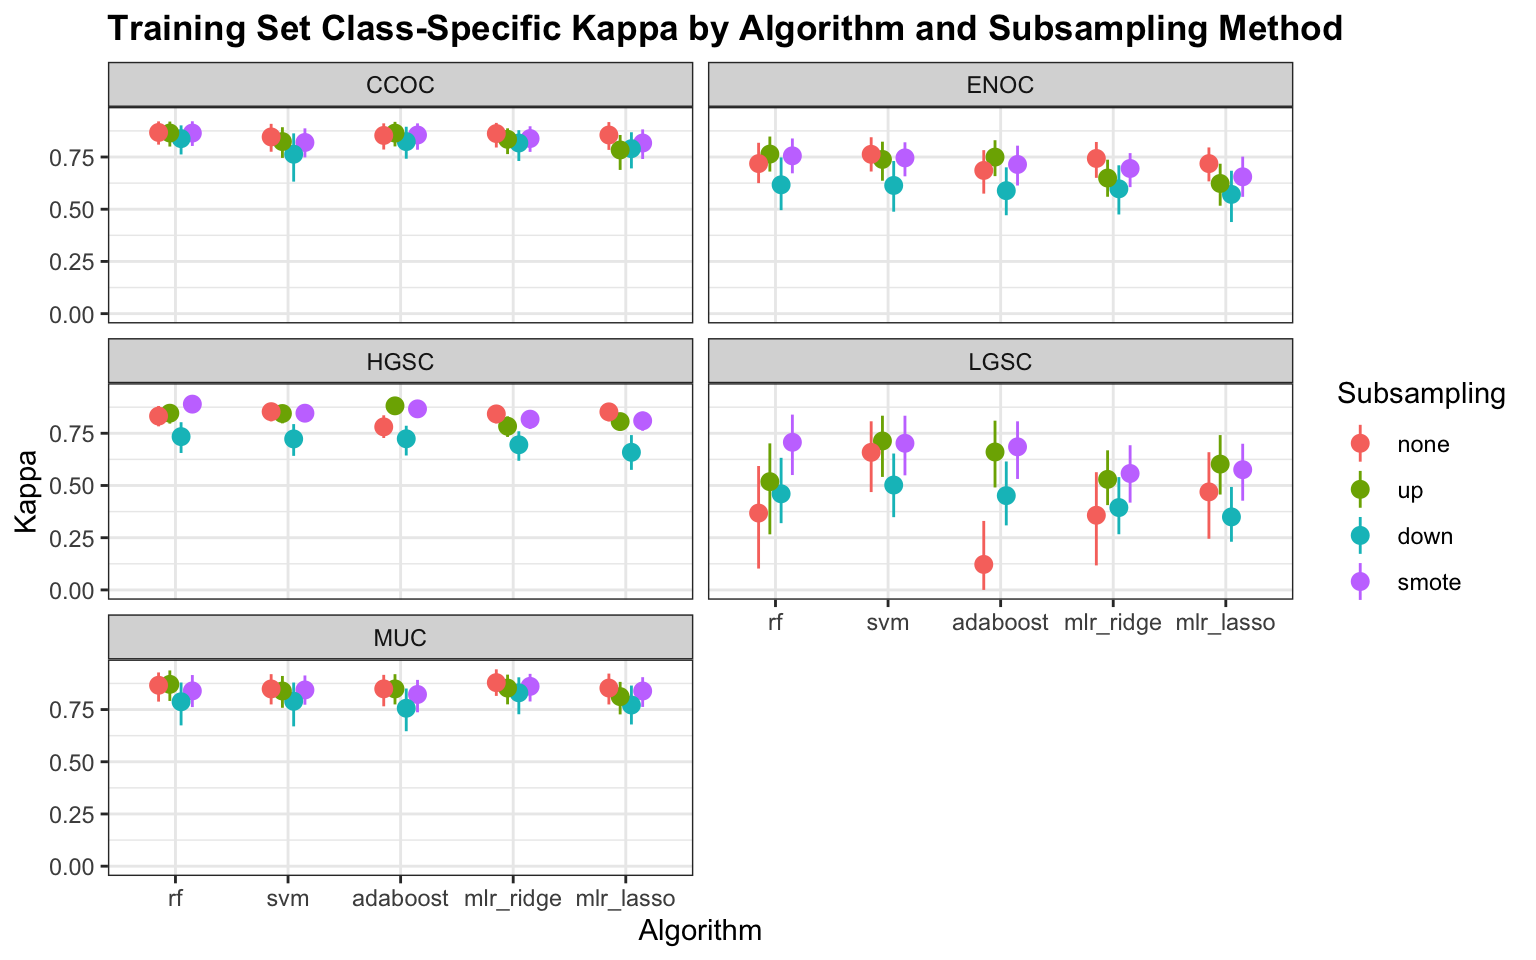 Training Set Class-Specific Kappa by Algorithm and Subsampling Method
CCOC
ENOC
0.75
0.50
0.25
0.00
HGSC
LGSC
0.75
0.50
0.25
0.00
rf svm adaboost mlr_ridge mlr_lasso
MUC
0.75
0.50
0.25
0.00
rf svm adaboost mlr_ridge mlr_lasso
Algorithm
Kappa
Subsampling
none
up
down
smote